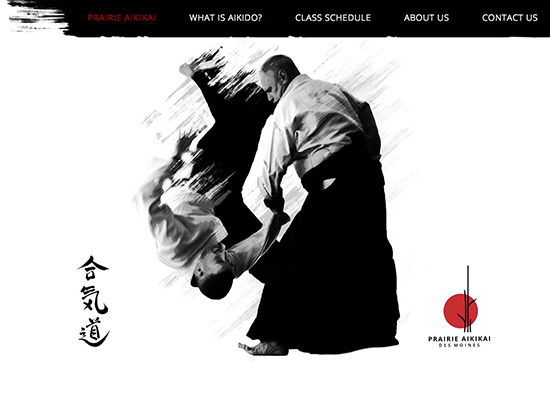 PRAIRIE AIKIKAI
WHAT IS AIKIDO?
CLASS SCHEDULE
ABOUT US
CONTACT US
合気道
PRAIRIE AIKIKAI
DES MOINES